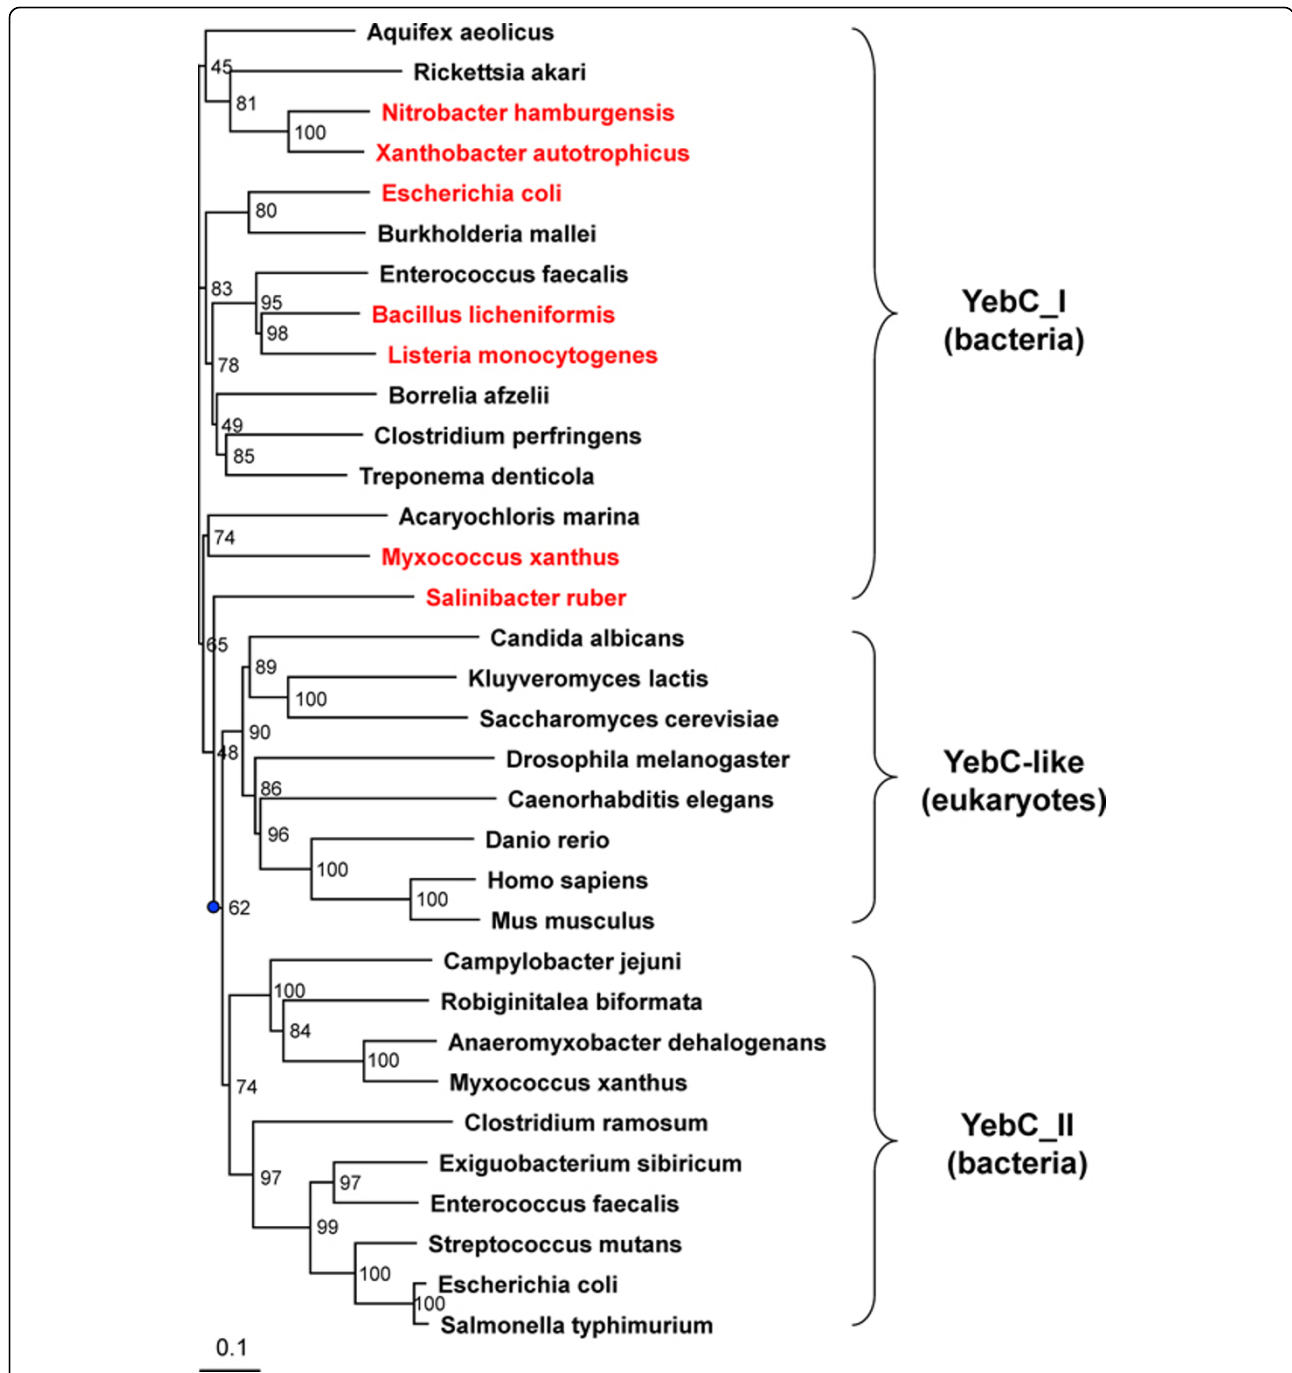 Aquifex aeolicus
45
Rickettsia akari
81
Nitrobacter hamburgensis
100
Xanthobacter autotrophicus
Escherichia coli
80
Burkholderia mallei
Enterococcus faecalis
83
95
YebC_I
(bacteria)
Bacillus licheniformis
98
Listeria monocytogenes
78
Borrelia afzelii
49
Clostridium perfringens
85
Treponema denticola
Acaryochloris marina
74
Myxococcus xanthus
Salinibacter ruber
65
Candida albicans
89
Kluyveromyces lactis
100
Saccharomyces cerevisiae
90
48
Drosophila melanogaster
YebC-like
(eukaryotes)
86
Caenorhabditis elegans
96
Danio rerio
100
Homo sapiens
100
62
Mus musculus
Campylobacter jejuni
100
Robiginitalea biformata
84
Anaeromyxobacter dehalogenans
100
Myxococcus xanthus
74
Clostridium ramosum
YebC_II
(bacteria)
Exiguobacterium sibiricum
97
97
Enterococcus faecalis
99
Streptococcus mutans
100
Escherichia coli
100
Salmonella typhimurium
0.1